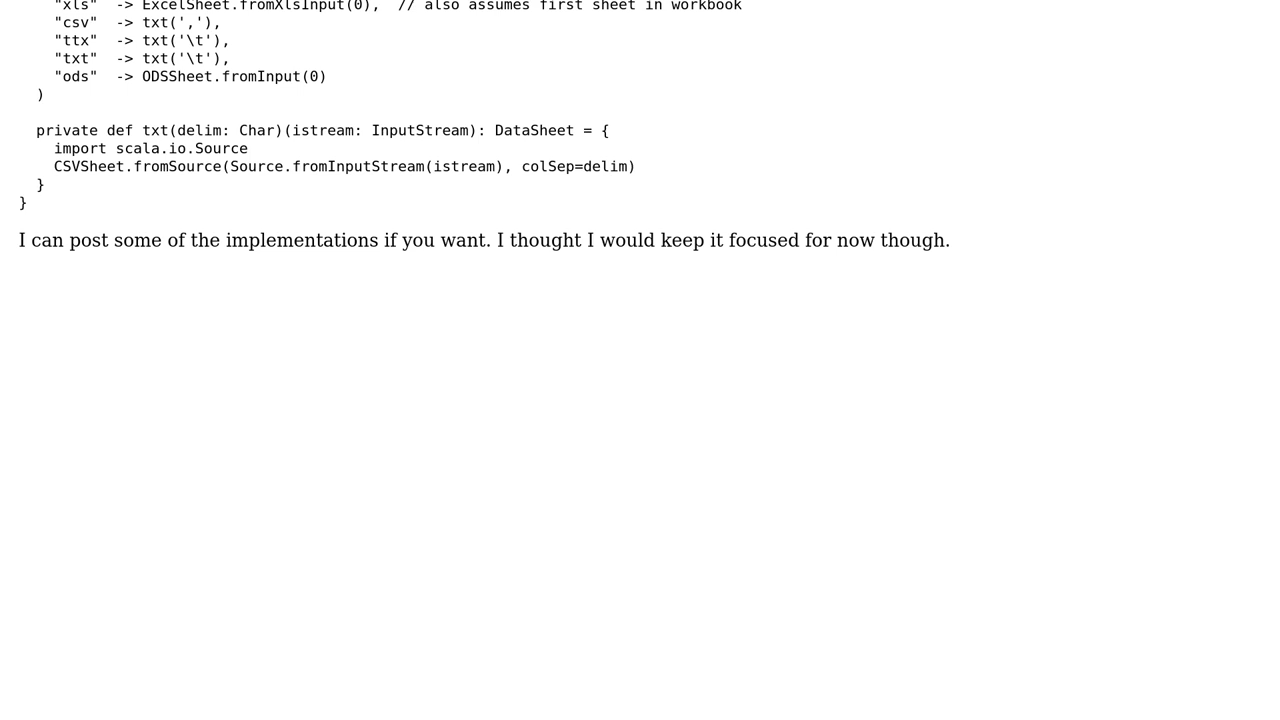 "xls"  -> ExcelSheet.fromXlsInput(0),  // also assumes first sheet in workbook
    "csv"  -> txt(','),
    "ttx"  -> txt('\t'),
    "txt"  -> txt('\t'),
    "ods"  -> ODSSheet.fromInput(0)
  )

  private def txt(delim: Char)(istream: InputStream): DataSheet = {
    import scala.io.Source
    CSVSheet.fromSource(Source.fromInputStream(istream), colSep=delim)
  }
}
I can post some of the implementations if you want. I thought I would keep it focused for now though.